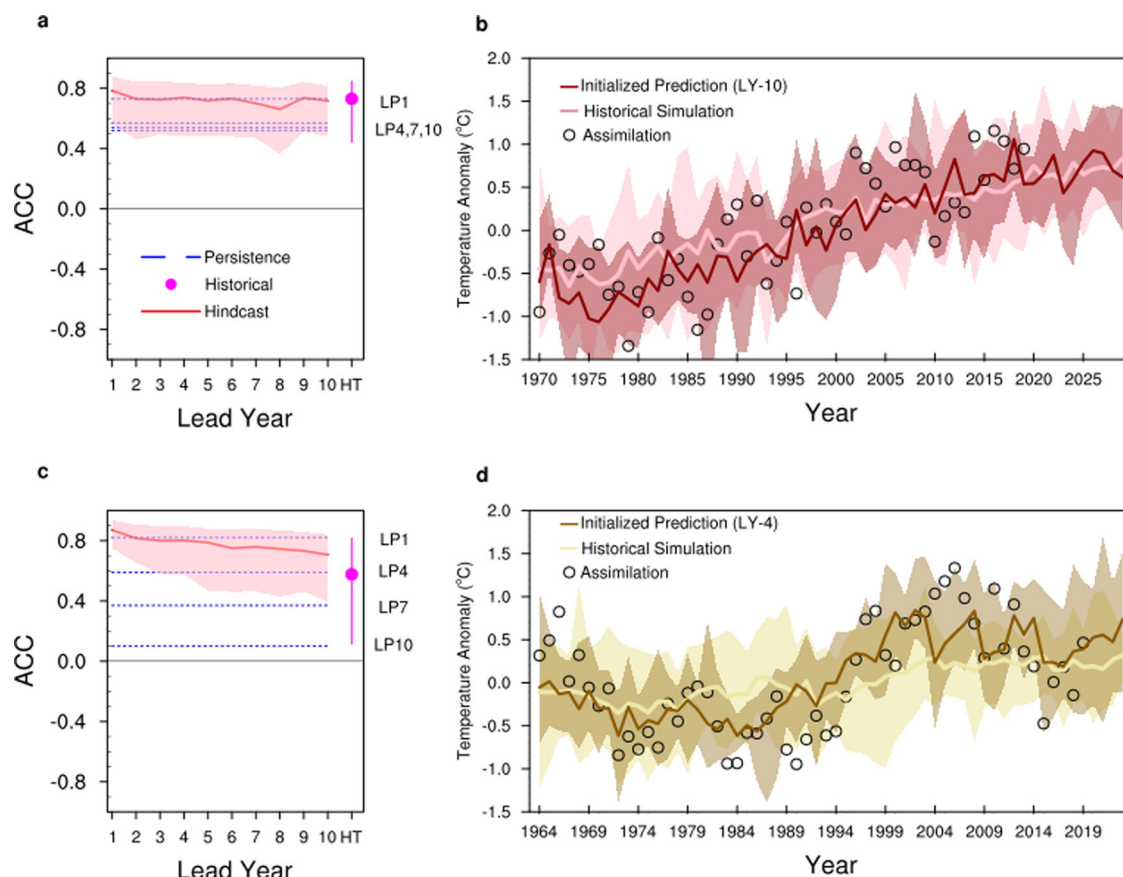 a
ACC
0.8
0.4
0.0
-0.4
-0.8
LP1
LP4,7,10
Persistence
Historical
Hindcast
1 2 3 4 5 6 7 8 9 10 HT
Lead Year
b
Temperature Anomaly (°C)
2.0
1.5
1.0
0.5
0.0
-0.5
-1.0
-1.5
Initialized Prediction (LY-10)
Historical Simulation
Assimilation
1970 1975 1980 1985 1990 1995 2000 2005 2010 2015 2020 2025
Year
c
ACC
0.8
0.4
0.0
-0.4
-0.8
LP1
LP4
LP7
LP10
1 2 3 4 5 6 7 8 9 10 HT
Lead Year
d
Temperature Anomaly (°C)
2.0
1.5
1.0
0.5
0.0
-0.5
-1.0
-1.5
Initialized Prediction (LY-4)
Historical Simulation
Assimilation
1964 1969 1974 1979 1984 1989 1994 1999 2004 2009 2014 2019
Year